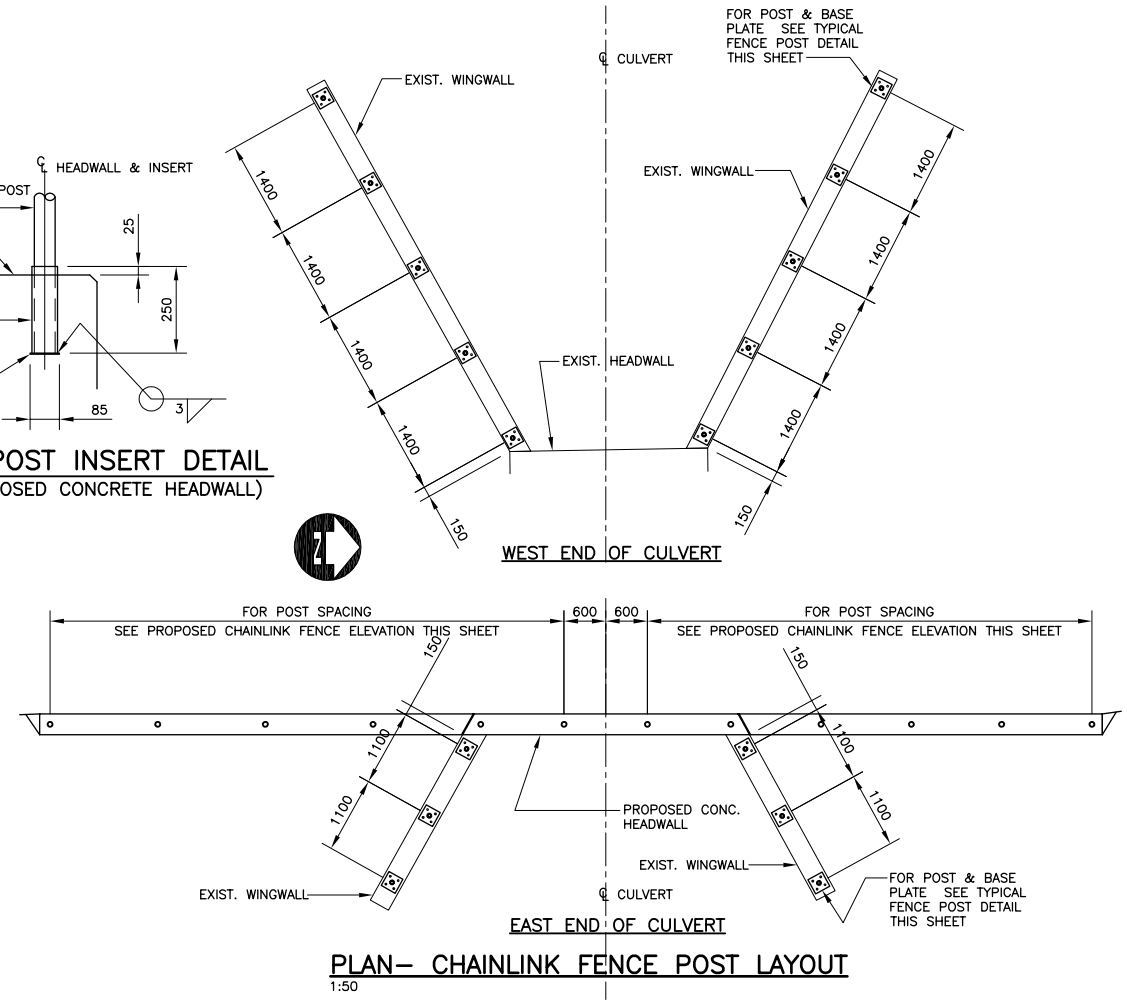 FOR POST & BASE
PLATE SEE TYPICAL
FENCE POST DETAIL
THIS SHEET
℄ CULVERT
EXIST. WINGWALL
℄ HEADWALL & INSERT
POST
25
250
85
3
1400
1400
1400
1400
150
EXIST. WINGWALL
1400
1400
1400
1400
150
EXIST. HEADWALL
POST INSERT DETAIL
OSED CONCRETE HEADWALL)
N
WEST END OF CULVERT
FOR POST SPACING
SEE PROPOSED CHAINLINK FENCE ELEVATION THIS SHEET
600
600
FOR POST SPACING
SEE PROPOSED CHAINLINK FENCE ELEVATION THIS SHEET
150
1100
1100
150
1100
1100
PROPOSED CONC.
HEADWALL
EXIST. WINGWALL
EXIST. WINGWALL
℄ CULVERT
FOR POST & BASE
PLATE SEE TYPICAL
FENCE POST DETAIL
THIS SHEET
EAST END OF CULVERT
PLAN– CHAINLINK FENCE POST LAYOUT
1:50